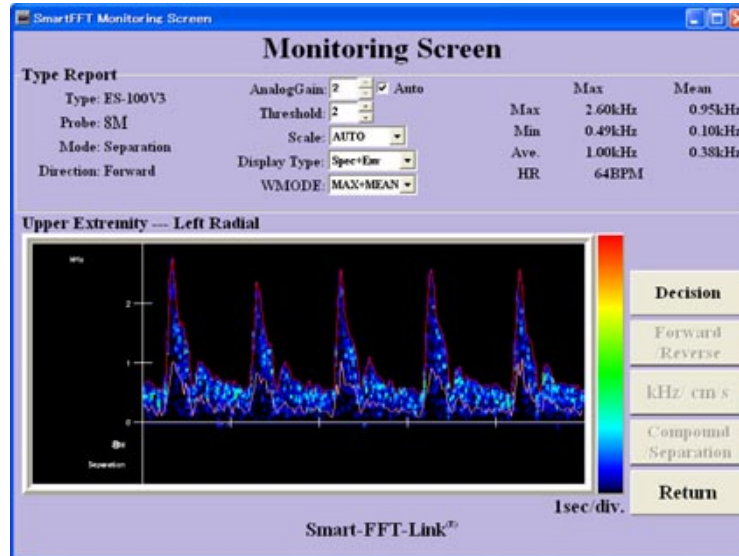 SmartFFT Monitoring Screen
Monitoring Screen
Type Report
Type: ES-100V3
Probe: 8M
Mode: Separation
Direction: Forward
AnalogGain: 2 Auto
Threshold: 2
Scale: AUTO
Display Type: Spec+Env
WMODE: MAX+MEAN
Max Mean
Max 2.60kHz 0.95kHz
Min 0.49kHz 0.10kHz
Ave. 1.00kHz 0.38kHz
HR 64BPM
Upper Extremity --- Left Radial
kHz
2
1
0
Separation
Decision
Forward
/Reverse
kHz/ cm/s
Compound
/Separation
Return
1sec/div.
Smart-FFT-Link(R)